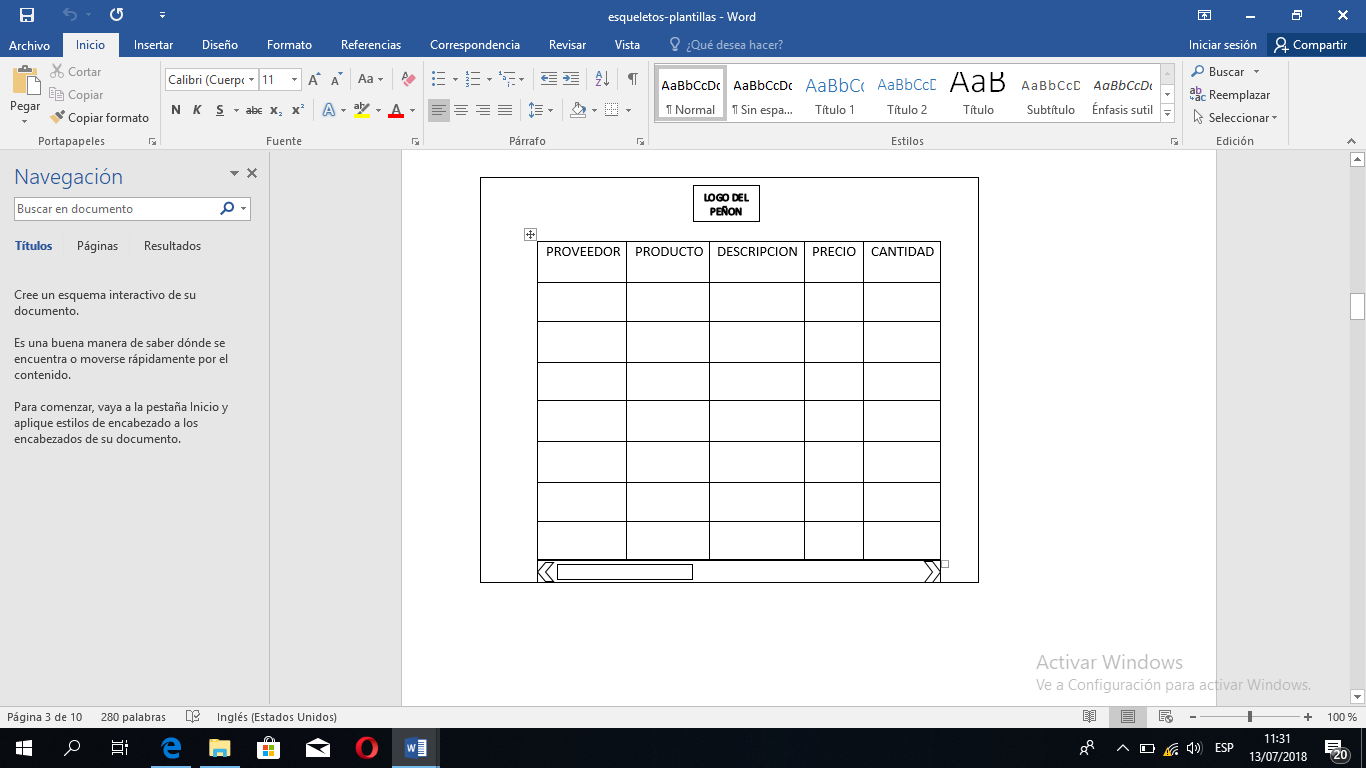 esqueletos-plantillas - Word
Archivo Inicio Insertar Diseño Formato Referencias Correspondencia Revisar Vista ¿Qué desea hacer? Iniciar sesión Compartir
Pegar
Cortar
Copiar
Copiar formato
Portapapeles
Calibri (Cuerpo 11
Aa
N K S abc x₂ x² A ab A
Fuente
Párrafo
AaBbCcDc AaBbCcDc AaBbCc AaBbCcD AaB AaBbCcD AaBbCcDc
¶ Normal ¶ Sin espa... Título 1 Título 2 Título Subtítulo Énfasis sutil
Estilos
Buscar
Reemplazar
Seleccionar
Edición
Navegación
Buscar en documento
Títulos Páginas Resultados
Cree un esquema interactivo de su
documento.
Es una buena manera de saber dónde se
encuentra o moverse rápidamente por el
contenido.
Para comenzar, vaya a la pestaña Inicio y
aplique estilos de encabezado a los
encabezados de su documento.
LOGO DEL
PEÑON
PROVEEDOR PRODUCTO DESCRIPCION PRECIO CANTIDAD
Activar Windows
Ve a Configuración para activar Windows.
Página 3 de 10 280 palabras Inglés (Estados Unidos) 100 %
ESP
11:31
13/07/2018
20